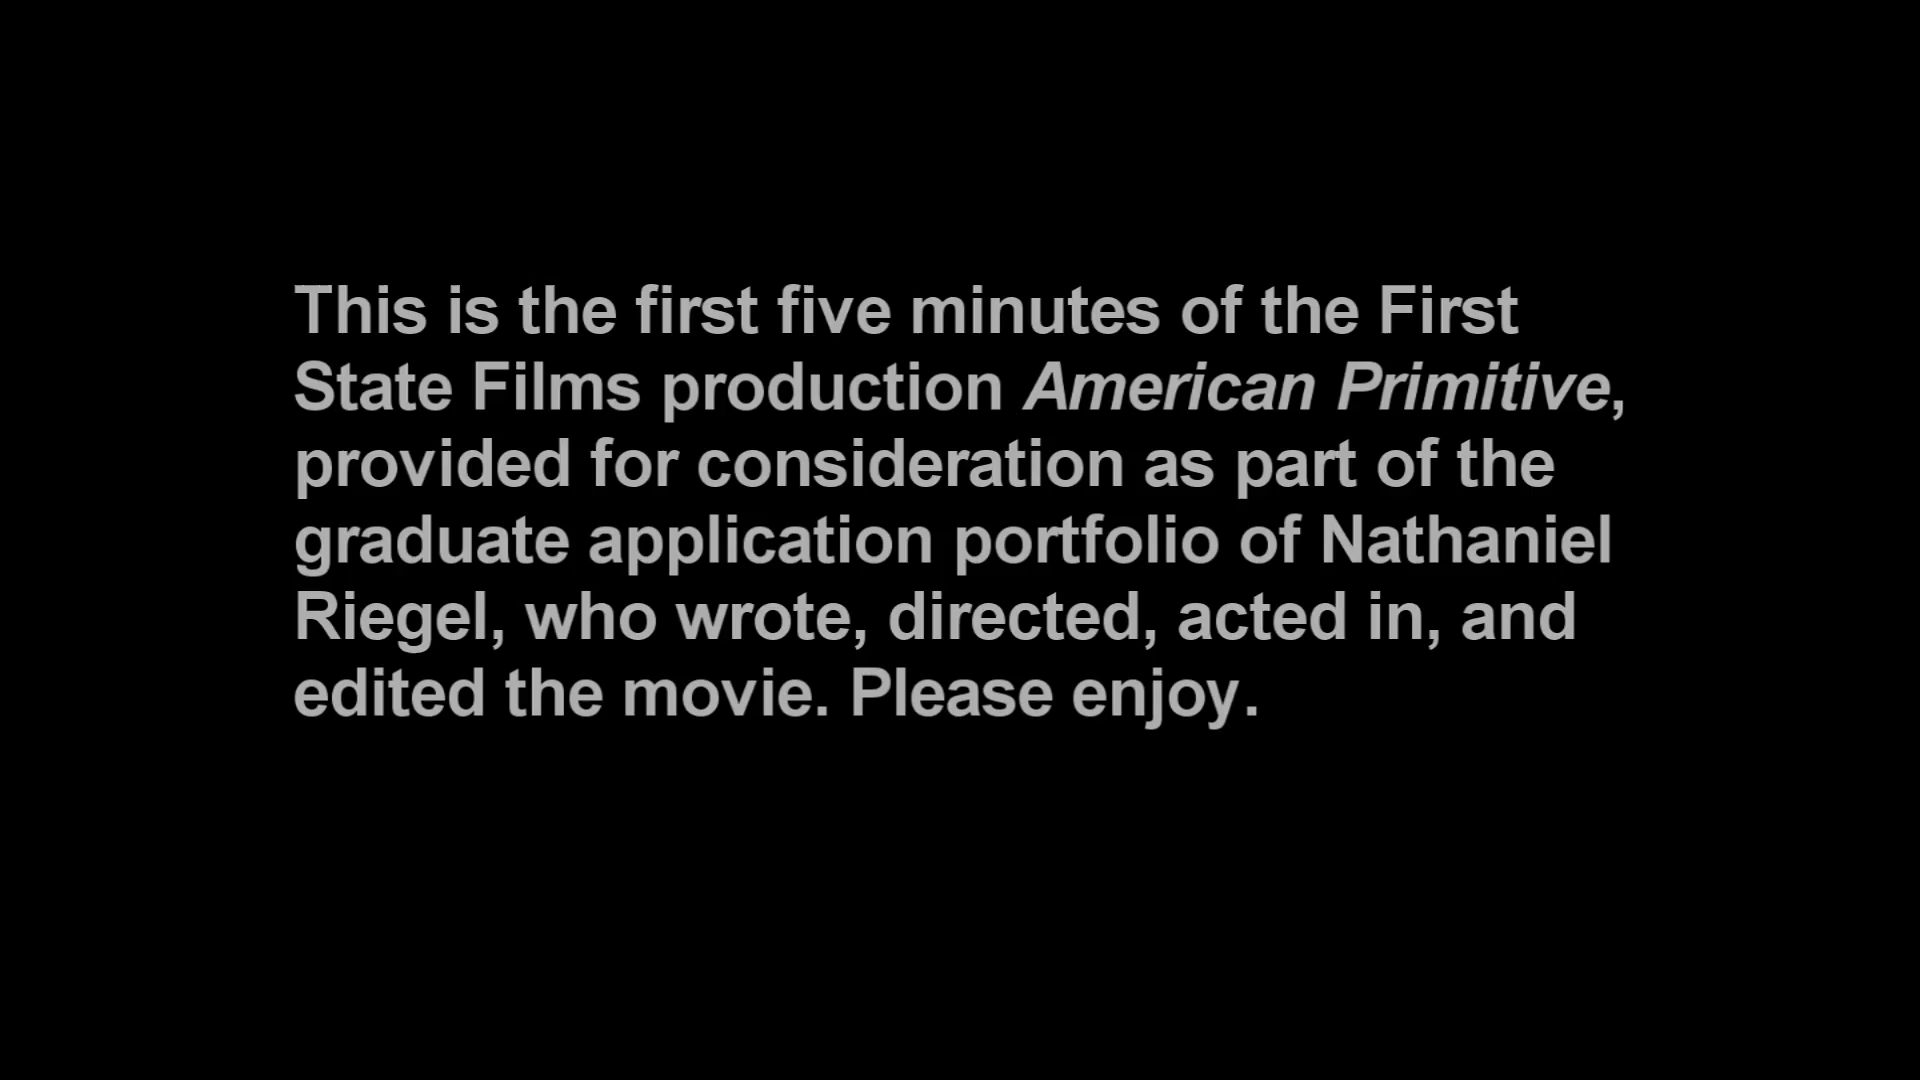 This is the first five minutes of the First
State Films production American Primitive,
provided for consideration as part of the
graduate application portfolio of Nathaniel
Riegel, who wrote, directed, acted in, and
edited the movie. Please enjoy.